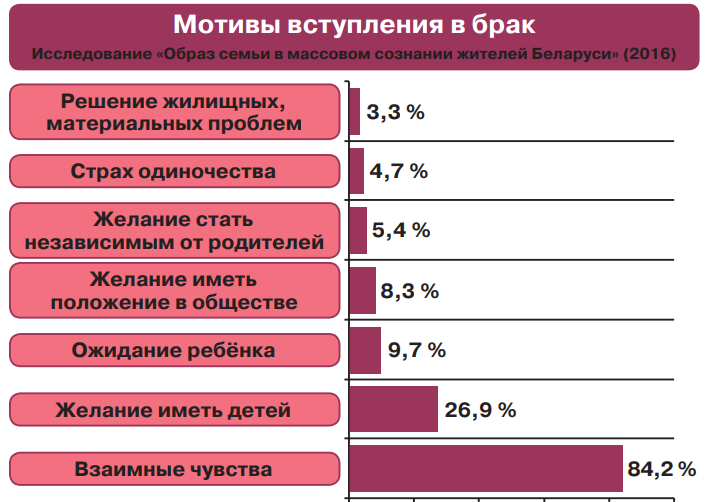 Мотивы вступления в брак
Исследование «Образ семьи в массовом сознании жителей Беларуси» (2016)
Решение жилищных,
материальных проблем
3,3 %
Страх одиночества
4,7 %
Желание стать
независимым от родителей
5,4 %
Желание иметь
положение в обществе
8,3 %
Ожидание ребёнка
9,7 %
Желание иметь детей
26,9 %
Взаимные чувства
84,2 %